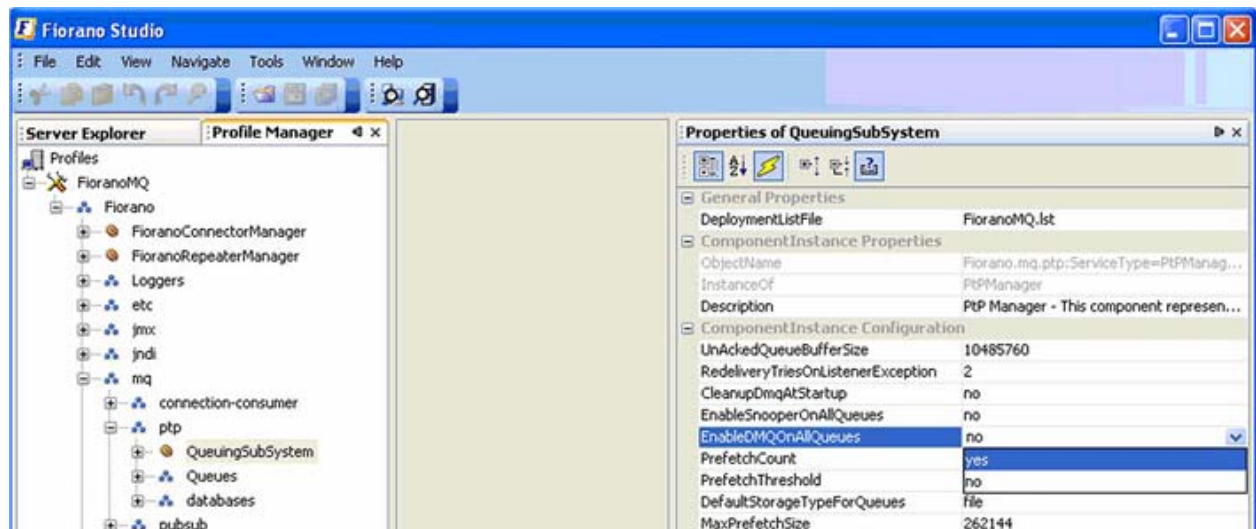 Fiorano Studio
File Edit View Navigate Tools Window Help
Server Explorer Profile Manager
Profiles
FioranoMQ
Fiorano
FioranoConnectorManager
FioranoRepeaterManager
Loggers
etc
jmx
jndi
mq
connection-consumer
ptp
QueuingSubSystem
Queues
databases
pubsub
Properties of QueuingSubSystem
General Properties
DeploymentListFile FioranoMQ.lst
ComponentInstance Properties
ObjectName Fiorano.mq.ptp:ServiceType=PtPManag...
InstanceOf PtPManager
Description PtP Manager - This component represen...
ComponentInstance Configuration
UnAckedQueueBufferSize 10485760
RedeliveryTriesOnListenerException 2
CleanupDmqAtStartup no
EnableSnooperOnAllQueues no
EnableDMQOnAllQueues no
PrefetchCount yes
PrefetchThreshold no
DefaultStorageTypeForQueues file
MaxPrefetchSize 262144